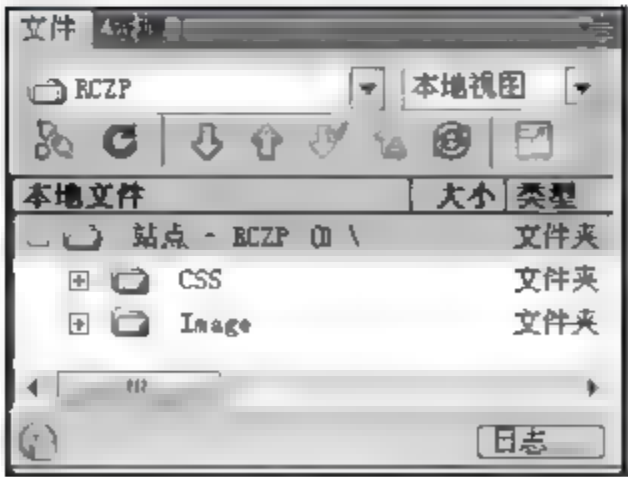 文件
RCZP 本地视图
本地文件 大小 类型
站点 - RCZP \ 文件夹
CSS 文件夹
Image 文件夹
日志